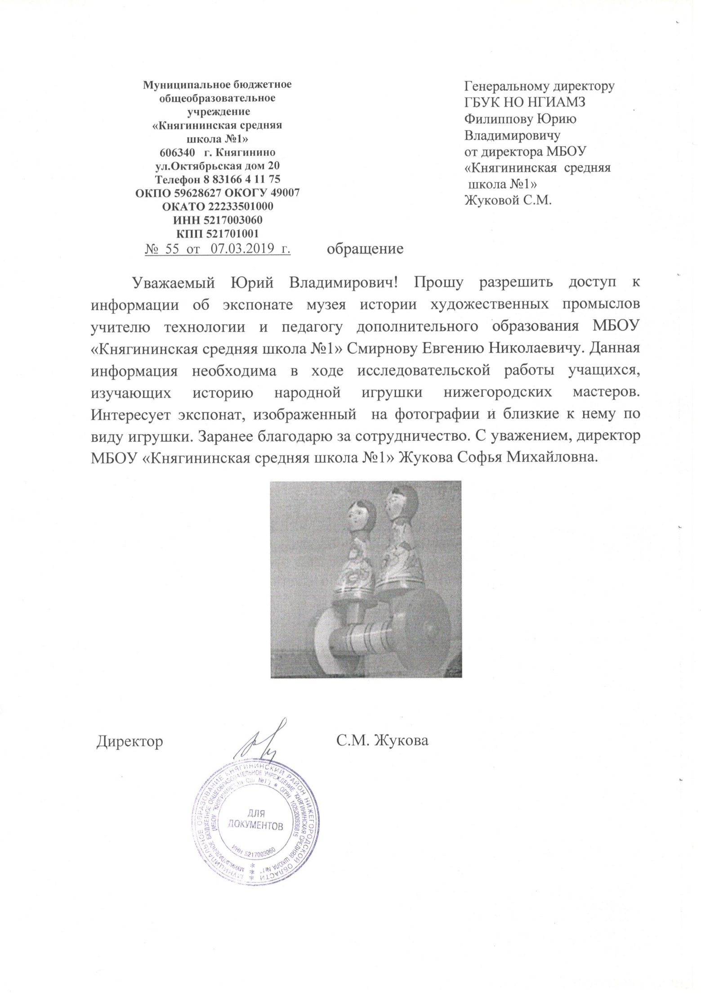 Муниципальное бюджетное
общеобразовательное
учреждение
«Княгининская средняя
школа №1»
606340 г. Княгинино
ул.Октябрьская дом 20
Телефон 8 83166 4 11 75
ОКПО 59628627 ОКОГУ 49007
ОКАТО 22233501000
ИНН 5217003060
КПП 521701001
№ 55 от 07.03.2019 г.
Генеральному директору
ГБУК НО НГИАМЗ
Филиппову Юрию
Владимировичу
от директора МБОУ
«Княгининская средняя
школа №1»
Жуковой С.М.
обращение
Уважаемый Юрий Владимирович! Прошу разрешить доступ к
информации об экспонате музея истории художественных промыслов
учителю технологии и педагогу дополнительного образования МБОУ
«Княгининская средняя школа №1» Смирнову Евгению Николаевичу. Данная
информация необходима в ходе исследовательской работы учащихся,
изучающих историю народной игрушки нижегородских мастеров.
Интересует экспонат, изображенный на фотографии и близкие к нему по
виду игрушки. Заранее благодарю за сотрудничество. С уважением, директор
МБОУ «Княгининская средняя школа №1» Жукова Софья Михайловна.
Директор С.М. Жукова
МУНИЦИПАЛЬНОЕ ОБРАЗОВАНИЕ КНЯГИНИНСКИЙ РАЙОН НИЖЕГОРОДСКОЙ ОБЛАСТИ
МУНИЦИПАЛЬНОЕ БЮДЖЕТНОЕ ОБЩЕОБРАЗОВАТЕЛЬНОЕ УЧРЕЖДЕНИЕ "КНЯГИНИНСКАЯ СРЕДНЯЯ ШКОЛА №1"
(МБОУ "КНЯГИНИНСКАЯ СШ №1") * ОГРН 1025200936815
ДЛЯ
ДОКУМЕНТОВ
ИНН 5217003060